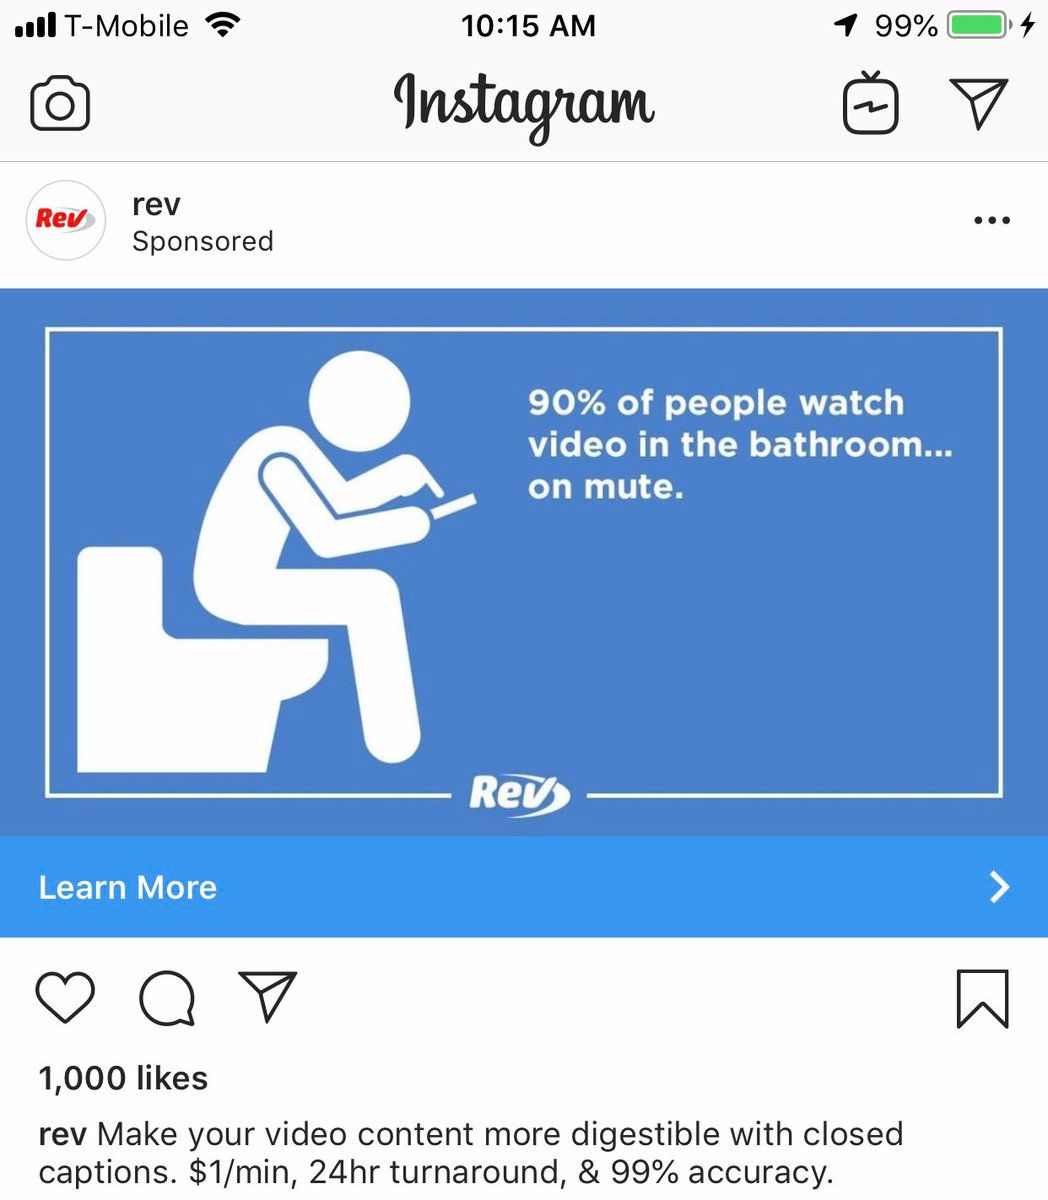 T-Mobile 10:15 AM 99%
Instagram
Rev
rev
Sponsored
90% of people watch
video in the bathroom...
on mute.
Rev
Learn More
1,000 likes
rev Make your video content more digestible with closed
captions. $1/min, 24hr turnaround, & 99% accuracy.